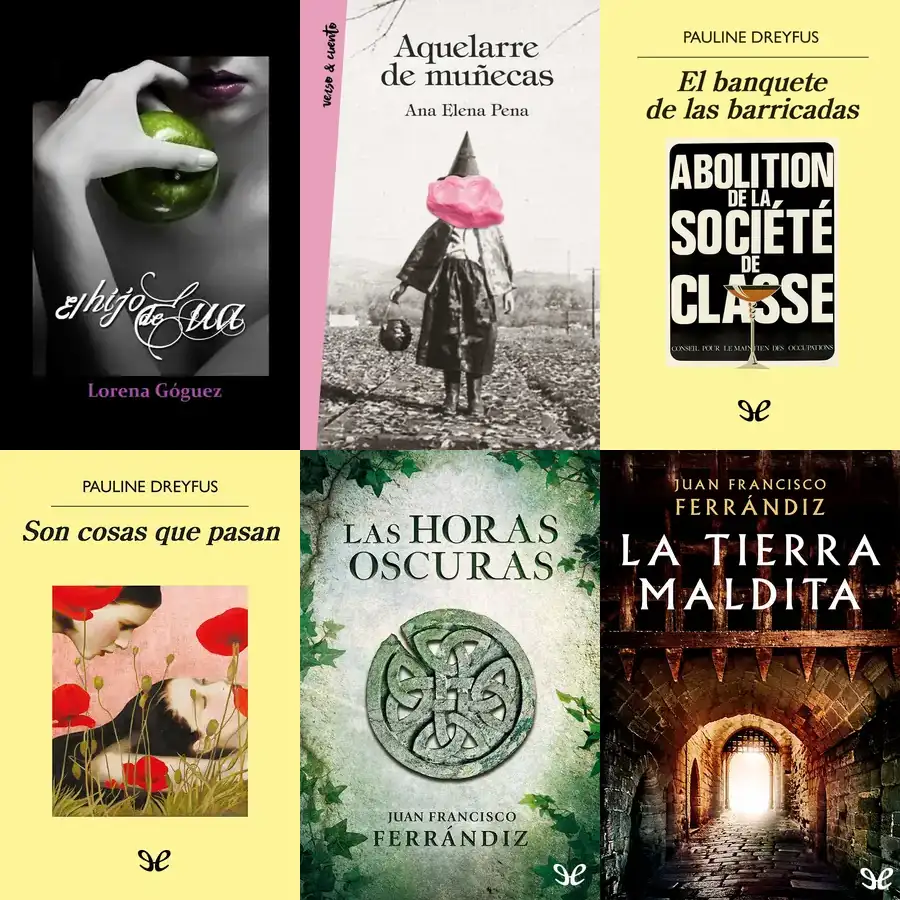 El hijo de
Lorena Góguez
verso & cuento
Aquelarre
de muñecas
Ana Elena Pena
PAULINE DREYFUS
El banquete
de las barricadas
ABOLITION
DE LA
SOCIÉTÉ
DE
CLASSE
CONSEIL POUR LE MAINTIEN DES OCCUPATIONS
PAULINE DREYFUS
Son cosas que pasan
LAS HORAS
OSCURAS
JUAN FRANCISCO
FERRÁNDIZ
JUAN FRANCISCO
FERRÁNDIZ
LA TIERRA
MALDITA